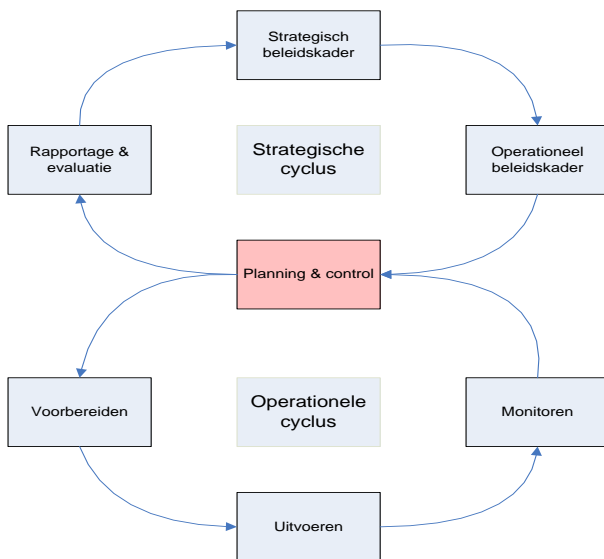 Strategisch
beleidskader
Rapportage &
evaluatie
Strategische
cyclus
Operationeel
beleidskader
Planning & control
Voorbereiden
Operationele
cyclus
Monitoren
Uitvoeren